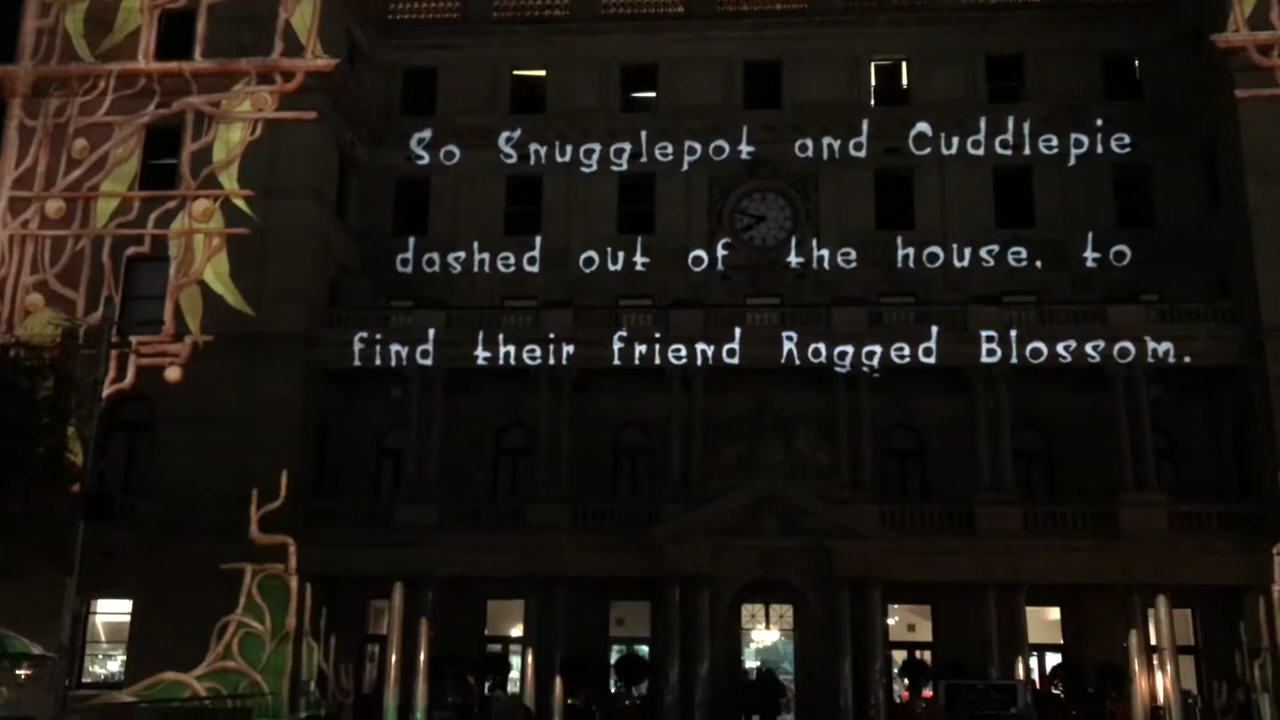 So Snugglepot and Cuddlepie
dashed out of the house, to
find their friend Ragged Blossom.